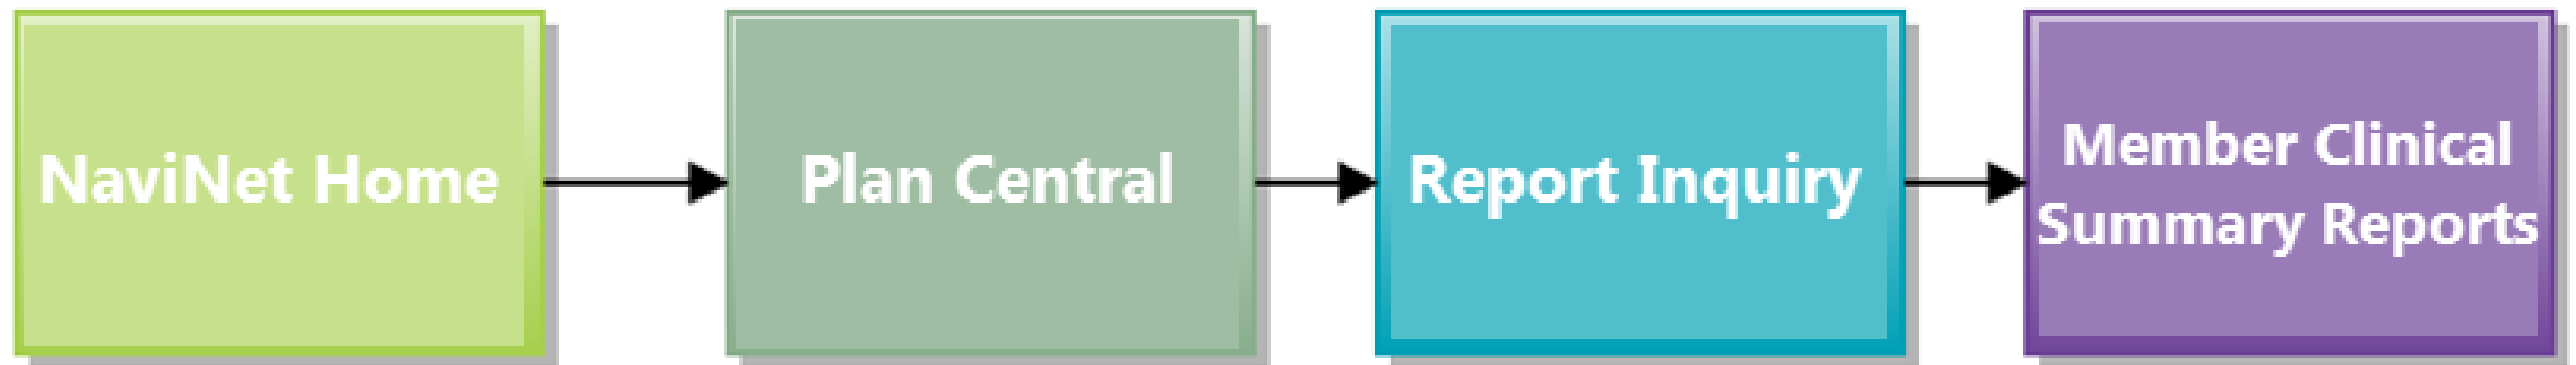 NaviNet Home
Plan Central
Report Inquiry
Member Clinical
Summary Reports